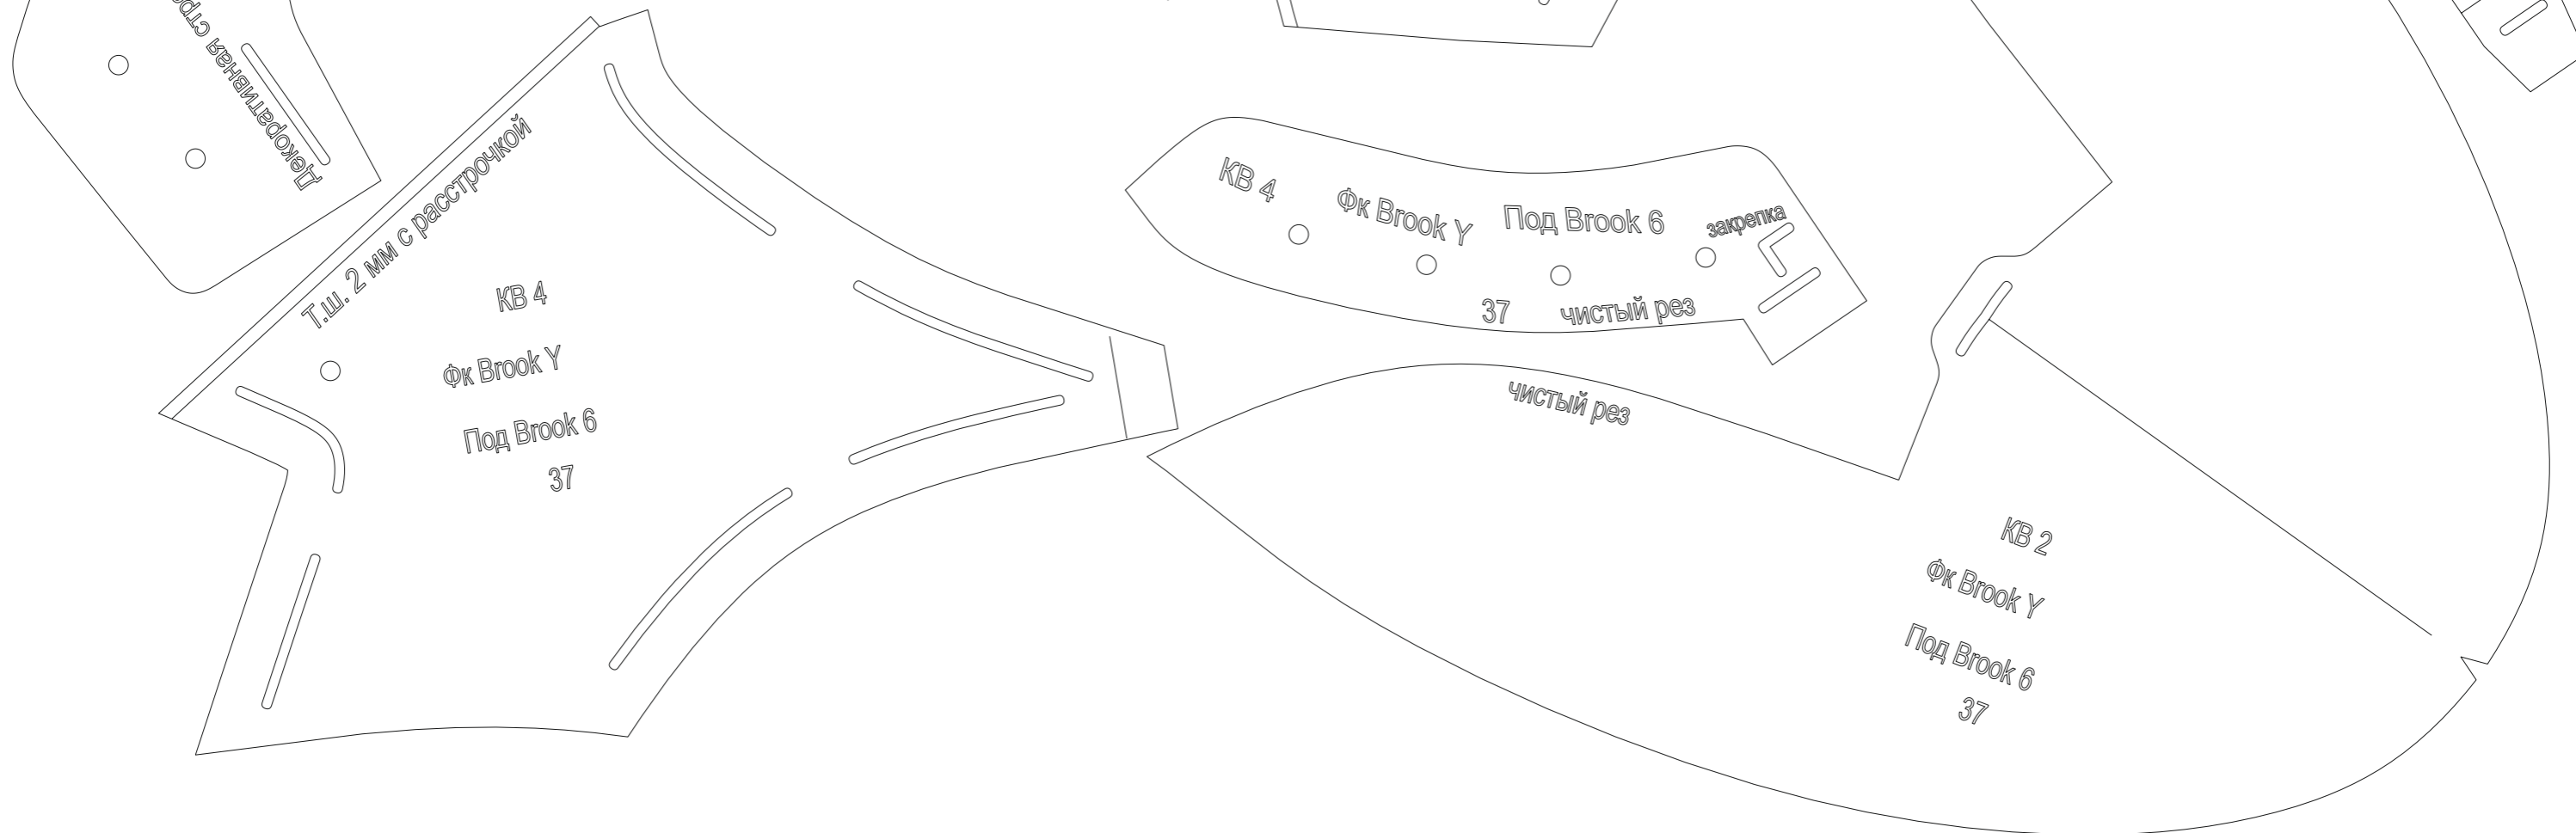 Декоративная
Т.ш. 2 мм с расстрочкой
КВ 4
Фк Brook Y
Под Brook 6
37
КВ 4
Фк Brook Y
Под Brook 6
закрепка
37
чистый рез
чистый рез
КВ 2
Фк Brook Y
Под Brook 6
37